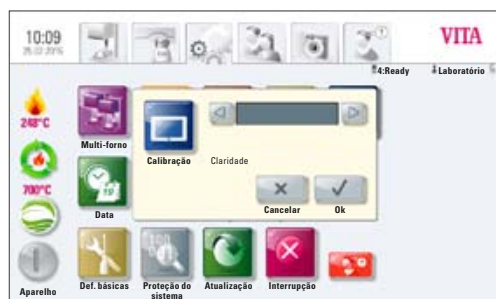 10:09
VITA
4:Ready
Laboratório
248°C
Multi-forno
Calibração
Claridade
700°C
Data
Cancelar
Ok
Aparelho
Def. básicas
Proteção do
sistema
Atualização
Interrupção